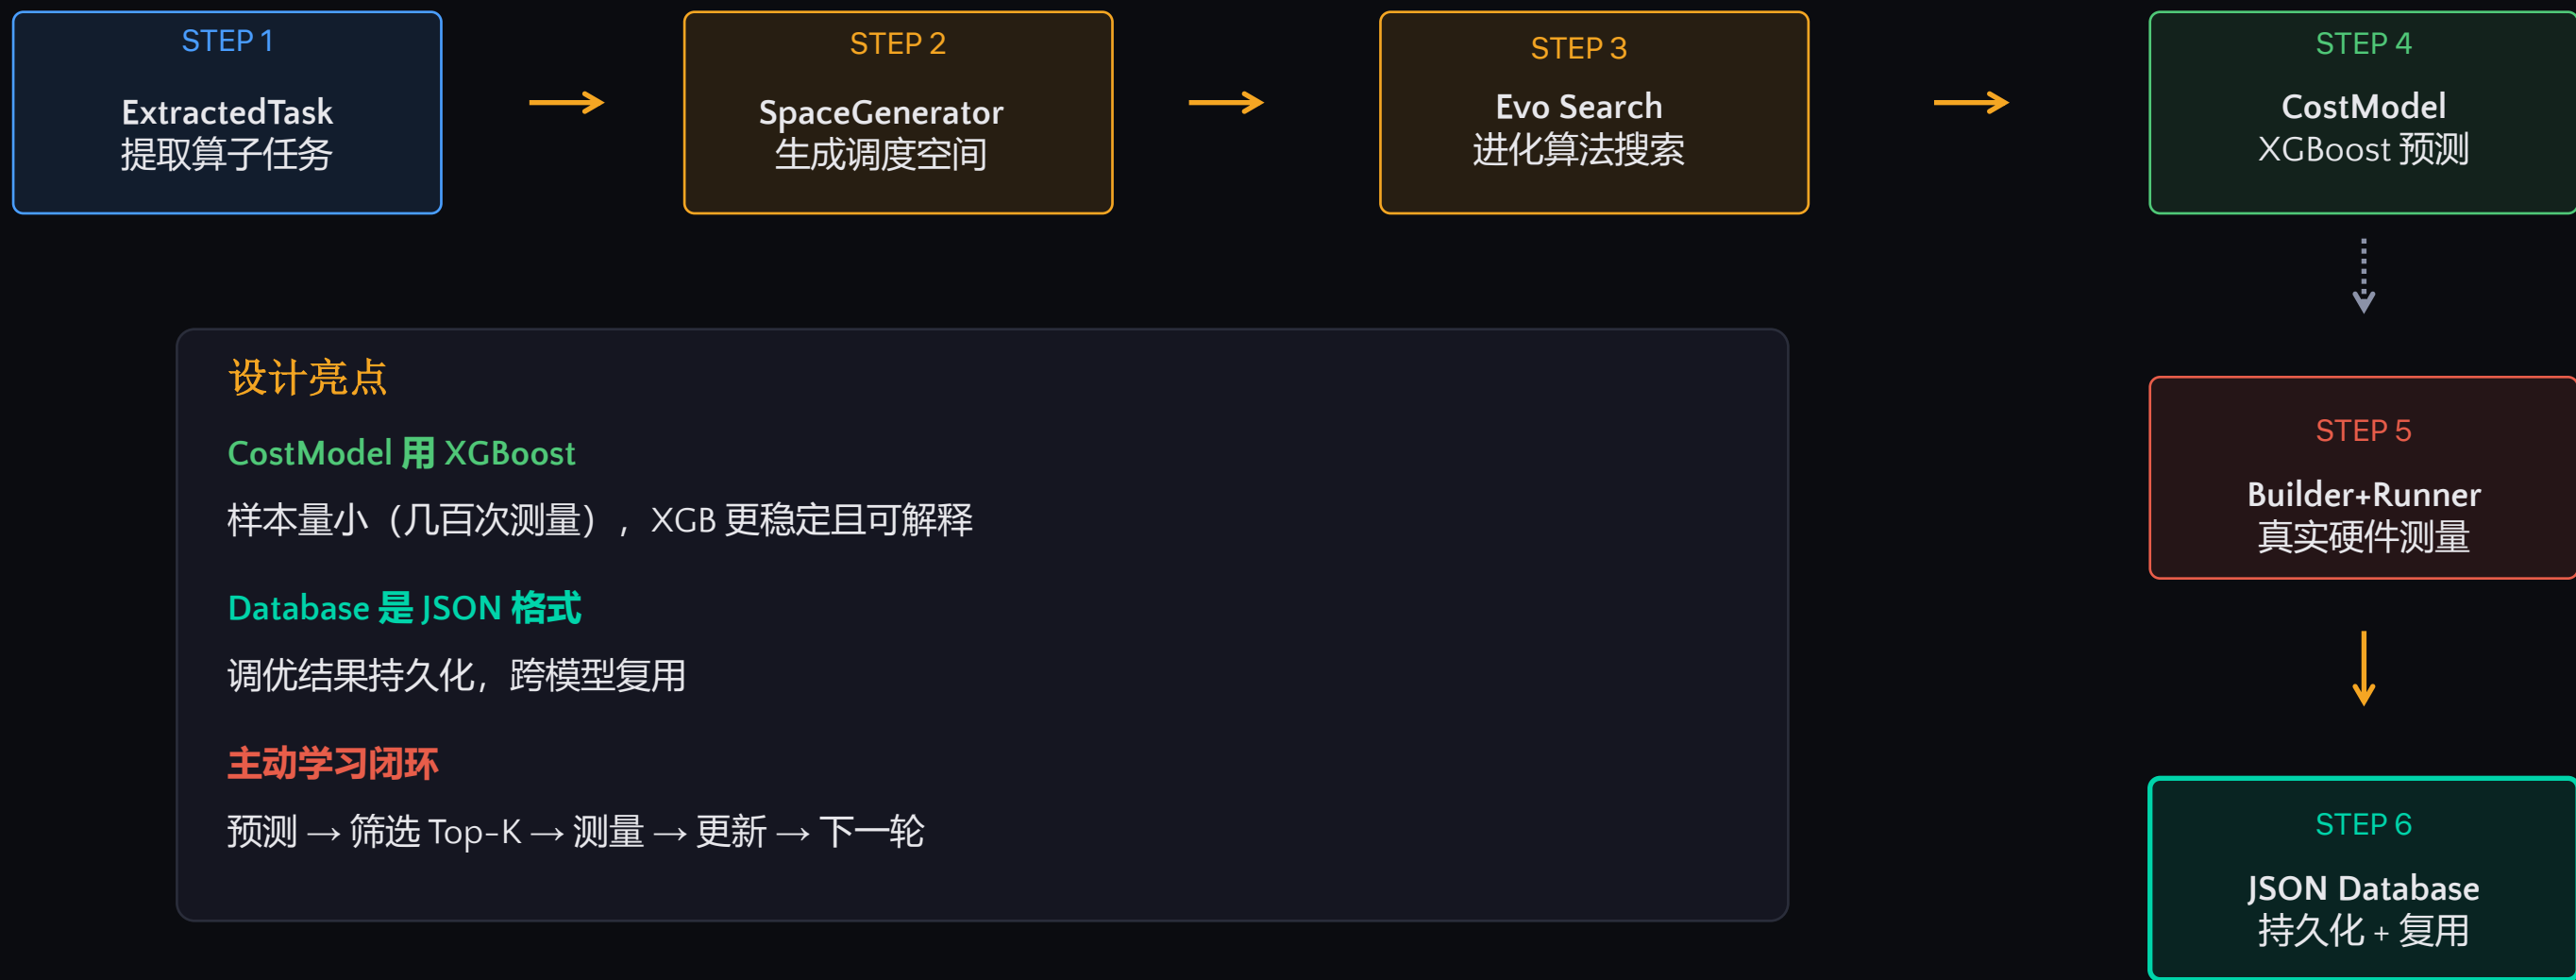 STEP 1
ExtractedTask
提取算子任务
STEP 2
SpaceGenerator
生成调度空间
STEP 3
Evo Search
进化算法搜索
STEP 4
CostModel
XGBoost 预测
设计亮点
CostModel 用 XGBoost
样本量小（几百次测量），XGB 更稳定且可解释
Database 是 JSON 格式
调优结果持久化，跨模型复用
主动学习闭环
预测 → 筛选 Top-K → 测量 → 更新 → 下一轮
STEP 5
Builder+Runner
真实硬件测量
STEP 6
JSON Database
持久化 + 复用